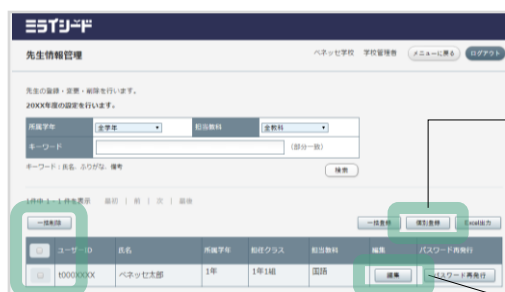 ミライシード
先生情報管理
ベネッセ学校 学校管理者 メニューに戻る ログアウト
先生の登録・変更・削除を行います。
20XX年度の設定を行います。
所属学年 全学年 担当教科 全教科
キーワード (部分一致)
キーワード：氏名、ふりがな、備考
検索
1件中 1-1 件を表示 最初 | 前 | 次 | 最後
一括削除 一括登録 個別登録 Excel出力
ユーザーID 氏名 所属学年 担任クラス 担当教科 編集 パスワード再発行
t000XXXX ベネッセ太郎 1年 1年1組 国語 編集 パスワード再発行